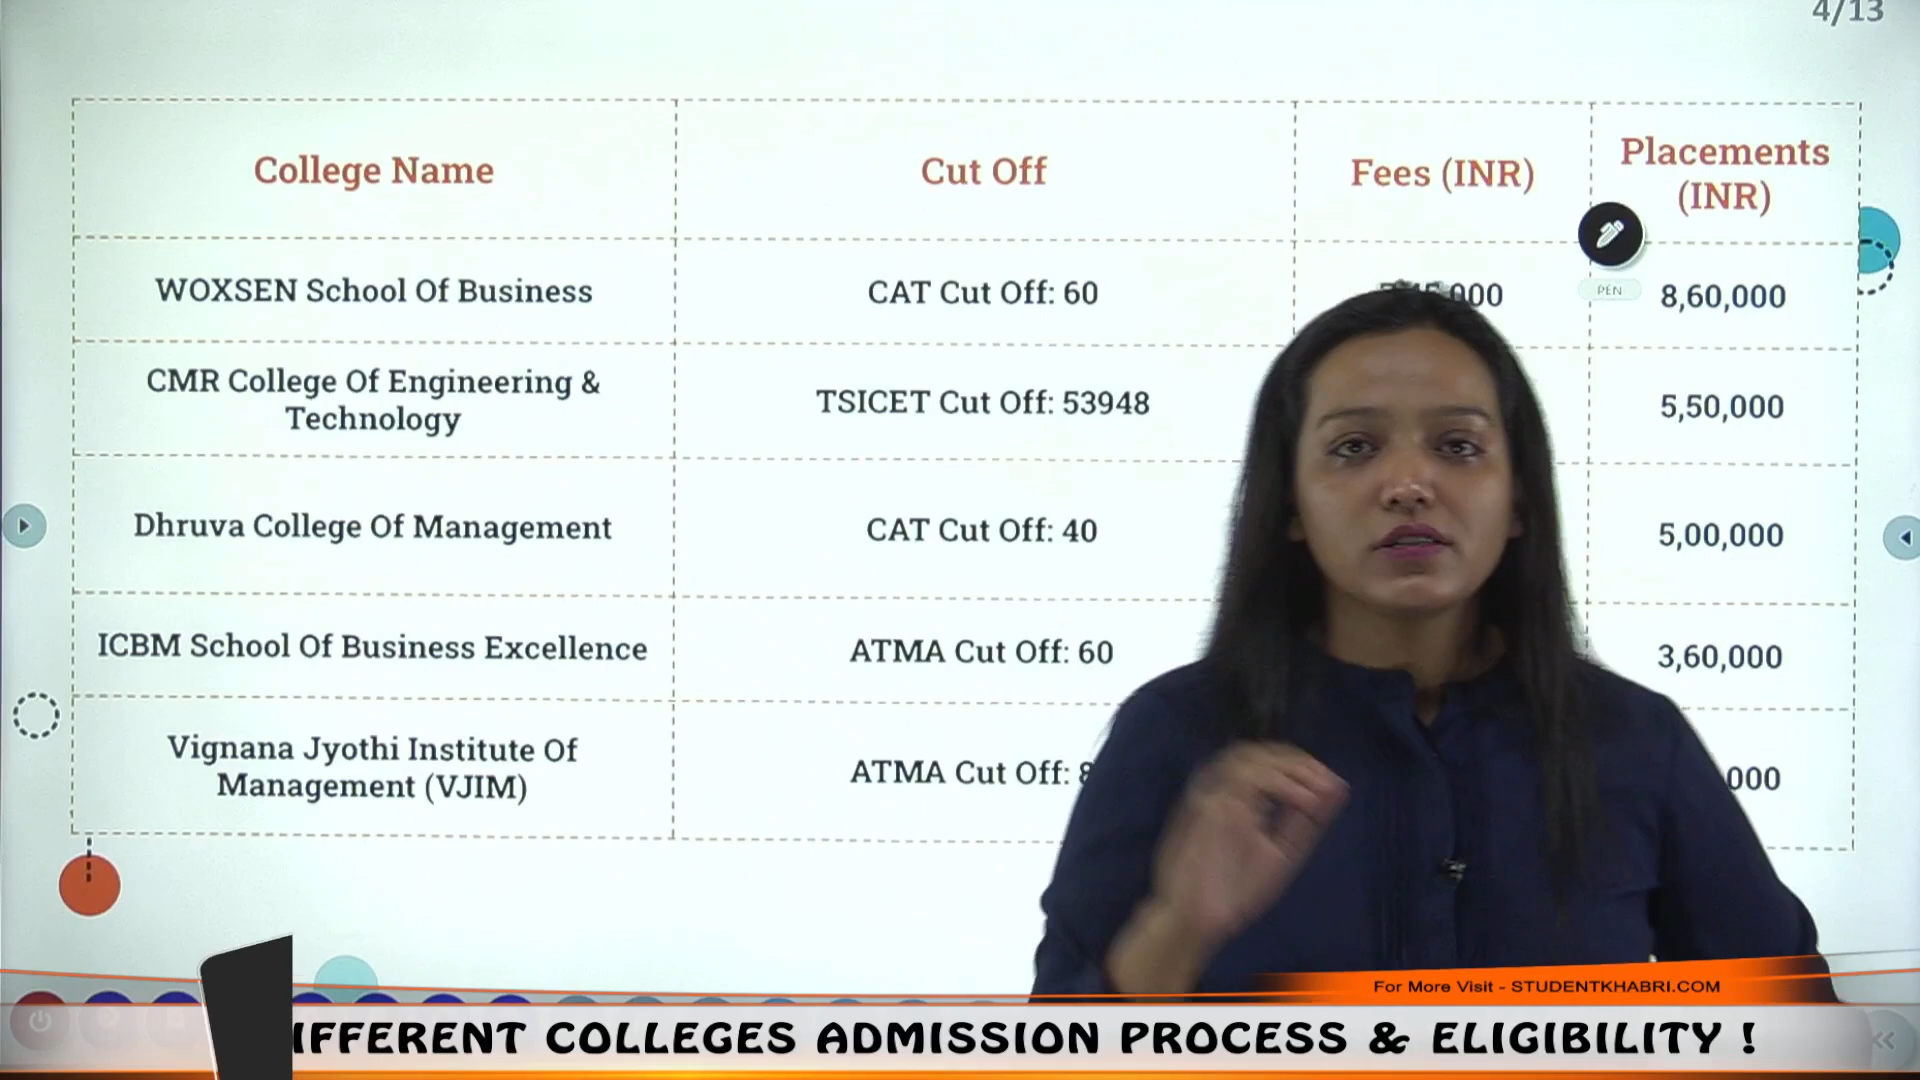 4/13
College Name
Cut Off
Fees (INR)
Placements
(INR)
WOXSEN School Of Business
CAT Cut Off: 60
PEN
8,60,000
CMR College Of Engineering &
Technology
TSICET Cut Off: 53948
5,50,000
Dhruva College Of Management
CAT Cut Off: 40
5,00,000
ICBM School Of Business Excellence
ATMA Cut Off: 60
3,60,000
Vignana Jyothi Institute Of
Management (VJIM)
ATMA Cut Off:
For More Visit - STUDENTKHABRI.COM
COLLEGES ADMISSION PROCESS & ELIGIBILITY !